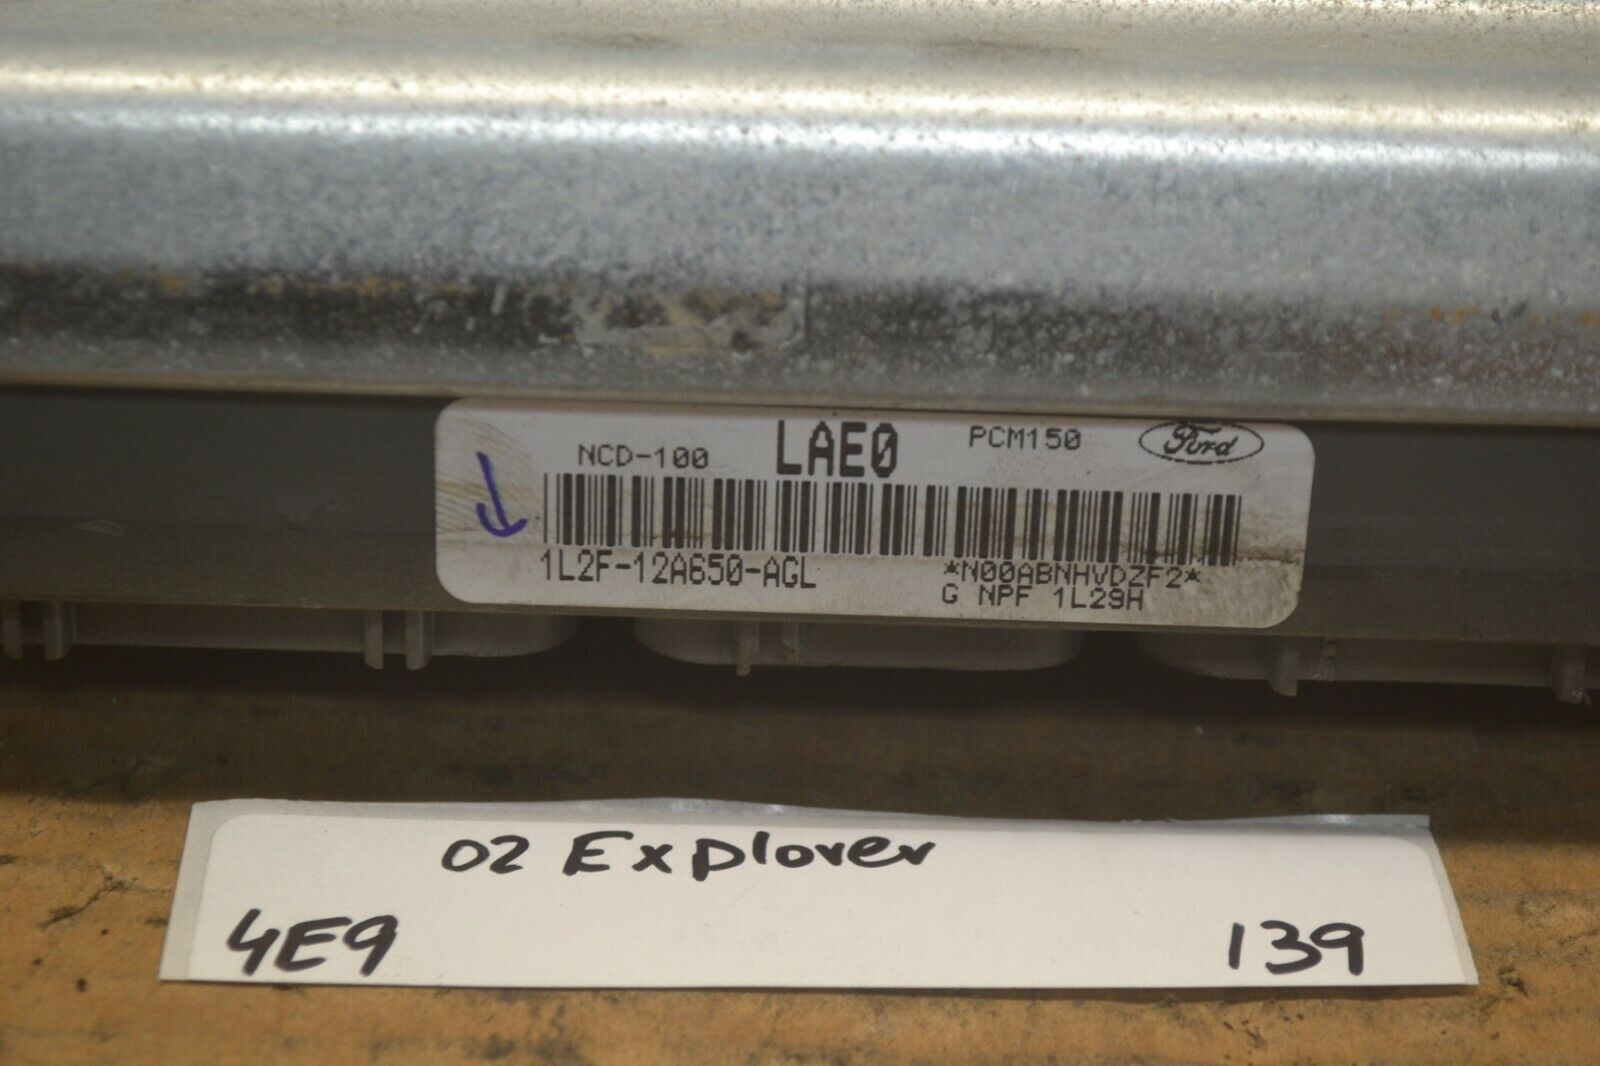 NCD-100 LAE0 PCM150 Ford
1L2F-12A650-AGL *N00ABNHVDZF2*
G NPF 1L29H
02 Explorer
4E9 139